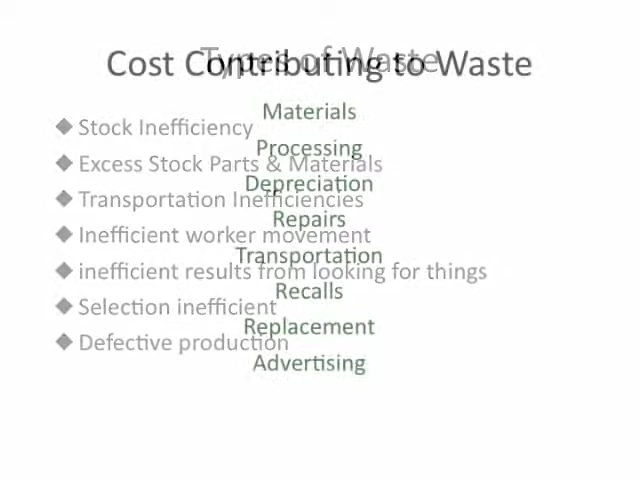 Cost Contributing to Waste
Types of Waste
Materials
Processing
Depreciation
Repairs
Transportation
Recalls
Replacement
Advertising
Stock Inefficiency
Excess Stock Parts & Materials
Transportation Inefficiencies
Inefficient worker movement
inefficient results from looking for things
Selection inefficient
Defective production